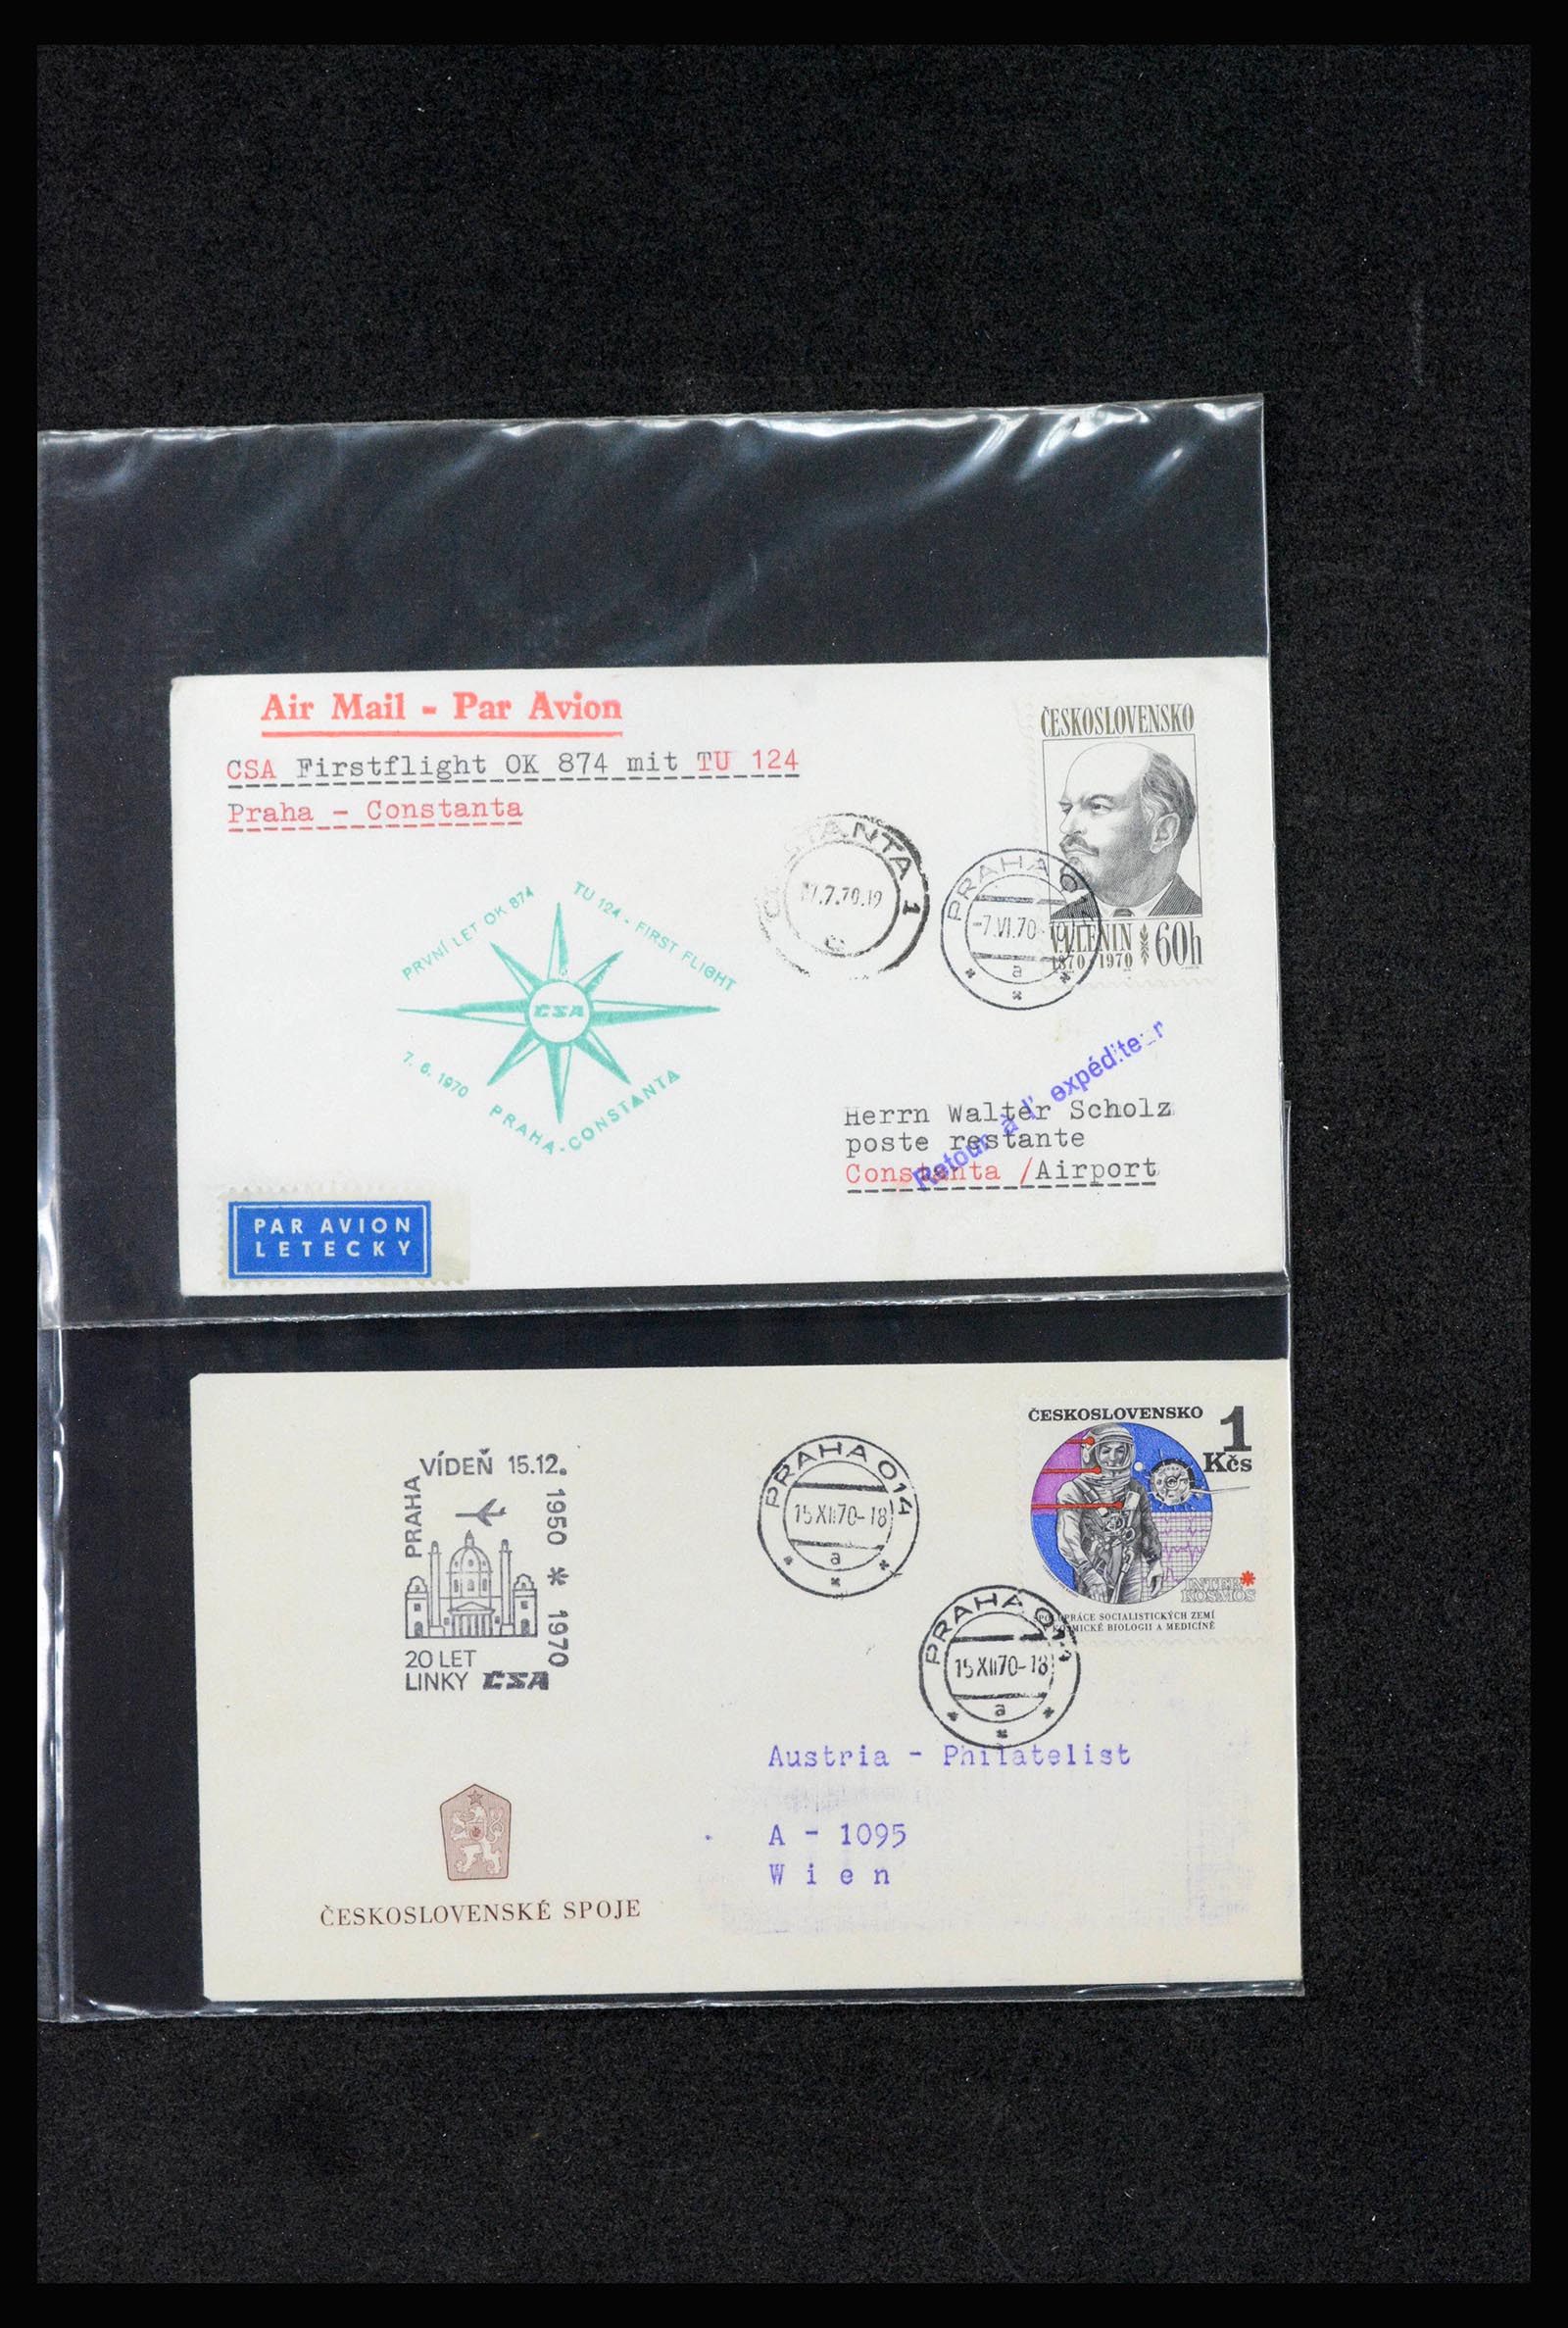 Air Mail - Par Avion
CSA Firstflight OK 874 mit TU 124
Praha - Constanta
PRVNÍ LET OK 874
TU 124 - FIRST FLIGHT
ČSA
7. 6. 1970 PRAHA-CONSTANTA
PAR AVION
LETECKY
1
PRAHA
-7.VI.70
a
ČESKOSLOVENSKO
V.I.LENIN
1870 1970
60h
Retour à l'
Herrn Walter Scholz
poste restante
Constanta /Airport
PRAHA
VÍDEŇ 15.12.
1950 * 1970
20 LET
LINKY ČSA
PRAHA 014
15.XII.70-18
a
PRAHA
15.XII.70-18
a
ČESKOSLOVENSKO
1
Kčs
INTER
KOSMOS
SPOLUPRÁCE SOCIALISTICKÝCH ZEMÍ
KOSMICKÉ BIOLOGII A MEDICÍNĚ
Austria - Philatelist
A - 1095
Wien
ČESKOSLOVENSKÉ SPOJE